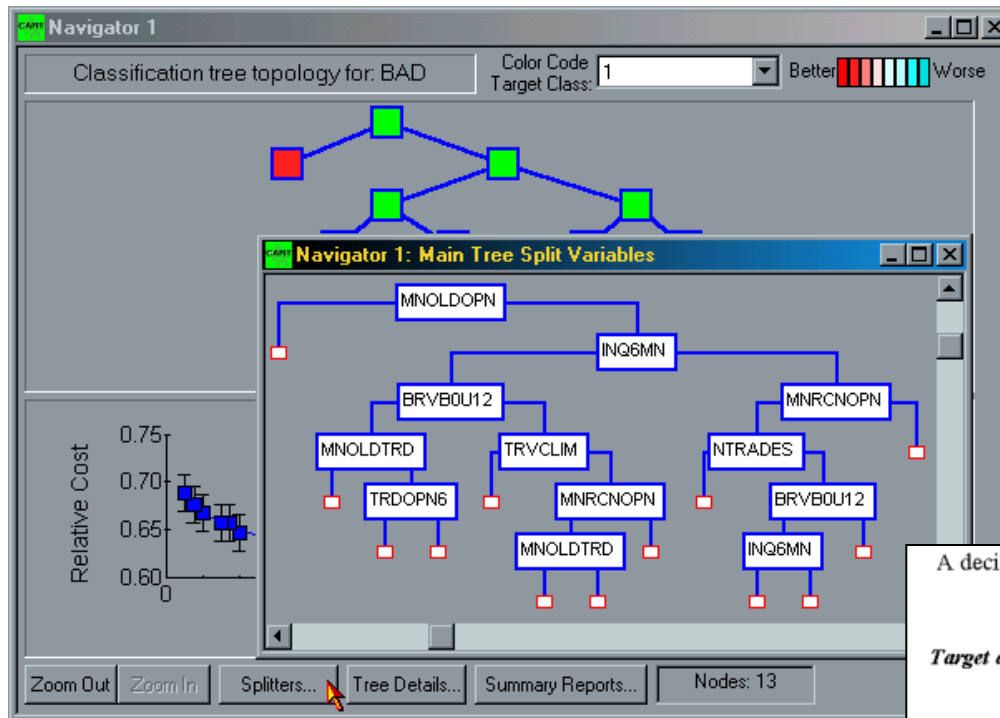 CART Navigator 1
Classification tree topology for: BAD
Color Code
Target Class:
1
Better
Worse
CART Navigator 1: Main Tree Split Variables
MNOLDOPN
INQ6MN
BRVB0U12
MNRCNOPN
MNOLDTRD
TRVCLIM
NTRADES
TRDOPN6
MNRCNOPN
BRVB0U12
MNOLDTRD
INQ6MN
Relative Cost
0.75
0.70
0.65
0.60
0
A deci
Target
Zoom Out
Zoom In
Splitters...
Tree Details...
Summary Reports...
Nodes: 13